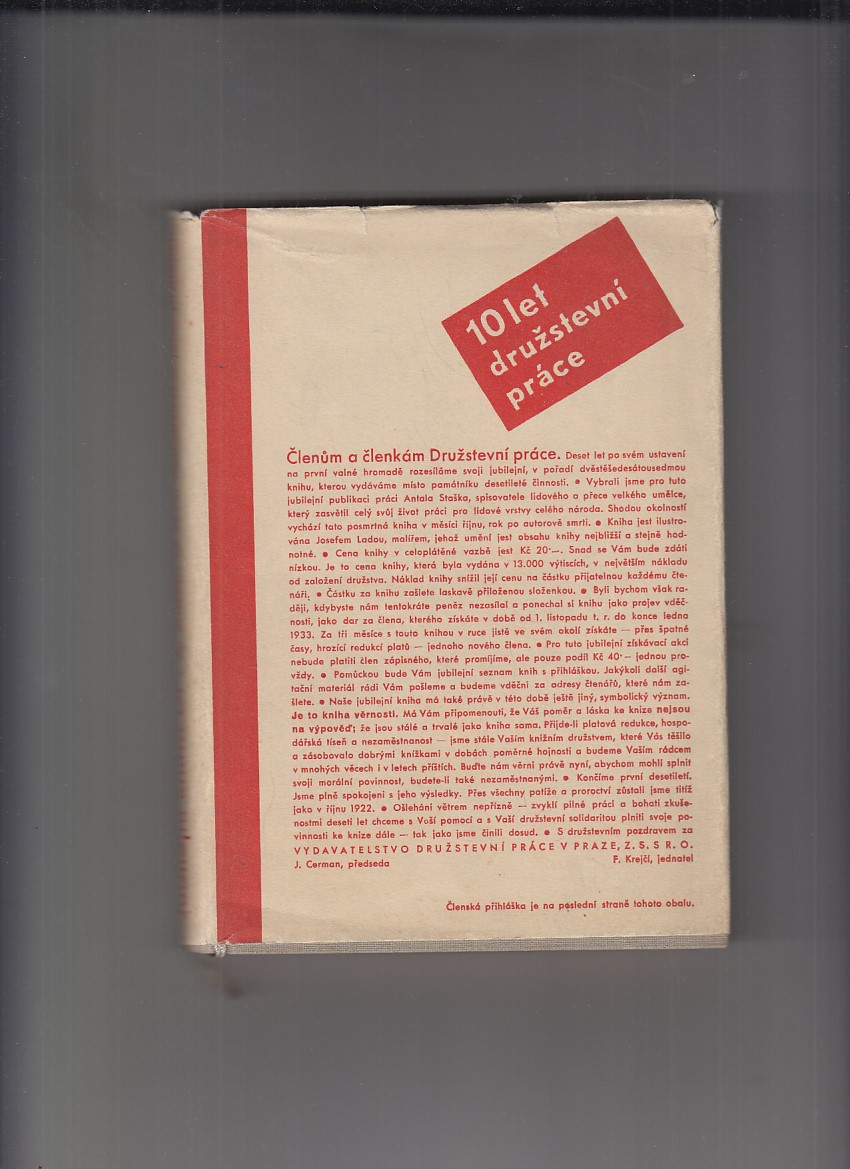 10 let
družstevní
práce
Členům a členkám Družstevní práce. Deset let po svém ustavení
na první valné hromadě rozesíláme svoji jubilejní, v pořadí dvěstěšedesátousedmou
knihu, kterou vydáváme místo památníku desetileté činnosti. ● Vybrali jsme pro tuto
jubilejní publikaci práci Antala Staška, spisovatele lidového a přece velkého umělce,
který zasvětil celý svůj život práci pro lidové vrstvy celého národa. Shodou okolností
vychází tato posmrtná kniha v měsíci říjnu, rok po autorově smrti. ● Kniha jest ilustro-
vána Josefem Ladou, malířem, jehož umění jest obsahu knihy nejbližší a stejně hod-
notné. ● Cena knihy v celoplátěné vazbě jest Kč 20·–. Snad se Vám bude zdáti
nízkou. Je to cena knihy, která byla vydána v 13.000 výtiscích, v největším nákladu
od založení družstva. Náklad knihy snížil její cenu na částku přijatelnou každému čte-
náři. ● Částku za knihu zašlete laskavě přiloženou složenkou. ● Byli bychom však ra-
ději, kdybyste nám tentokráte peněz nezasílal a ponechal si knihu jako projev vděč-
nosti, jako dar za člena, kterého získáte v době od 1. listopadu t. r. do konce ledna
1933. Za tři měsíce s touto knihou v ruce jistě ve svém okolí získáte — přes špatné
časy, hrozící redukci platů — jednoho nového člena. ● Pro tuto jubilejní získávací akci
nebude platiti člen zápisného, které promíjíme, ale pouze podíl Kč 40·– jednou pro-
vždy. ● Pomůckou bude Vám jubilejní seznam knih s přihláškou. Jakýkoli další agi-
tační materiál rádi Vám pošleme a budeme vděčni za adresy čtenářů, které nám za-
šlete. ● Naše jubilejní kniha má také právě v této době ještě jiný, symbolický význam.
Je to kniha věrnosti. Má Vám připomenouti, že Váš poměr a láska ke knize nejsou
na výpověď; že jsou stálé a trvalé jako kniha sama. Přijde-li platová redukce, hospo-
dářská tíseň a nezaměstnanost — jsme stále Vaším knižním družstvem, které Vás těšilo
a zásobovalo dobrými knížkami v dobách poměrné hojnosti a budeme Vaším rádcem
v mnohých věcech i v letech příštích. Buďte nám věrni právě nyní, abychom mohli splnit
svoji morální povinnost, budete-li také nezaměstnanými. ● Končíme první desetiletí.
Jsme plně spokojeni s jeho výsledky. Přes všechny potíže a proroctví zůstali jsme titíž
jako v říjnu 1922. ● Ošleháni větrem nepřízně — zvyklí pilné práci a bohati zkuše-
nostmi deseti let chceme s Vaší pomocí a s Vaší družstevní solidaritou plniti svoje po-
vinnosti ke knize dále — tak jako jsme činili dosud. ● S družstevním pozdravem za
VYDAVATELSTVO DRUŽSTEVNÍ PRÁCE V PRAZE, Z. S. S R. O.
J. Cerman, předseda F. Krejčí, jednatel
Členská přihláška je na poslední straně tohoto obalu.